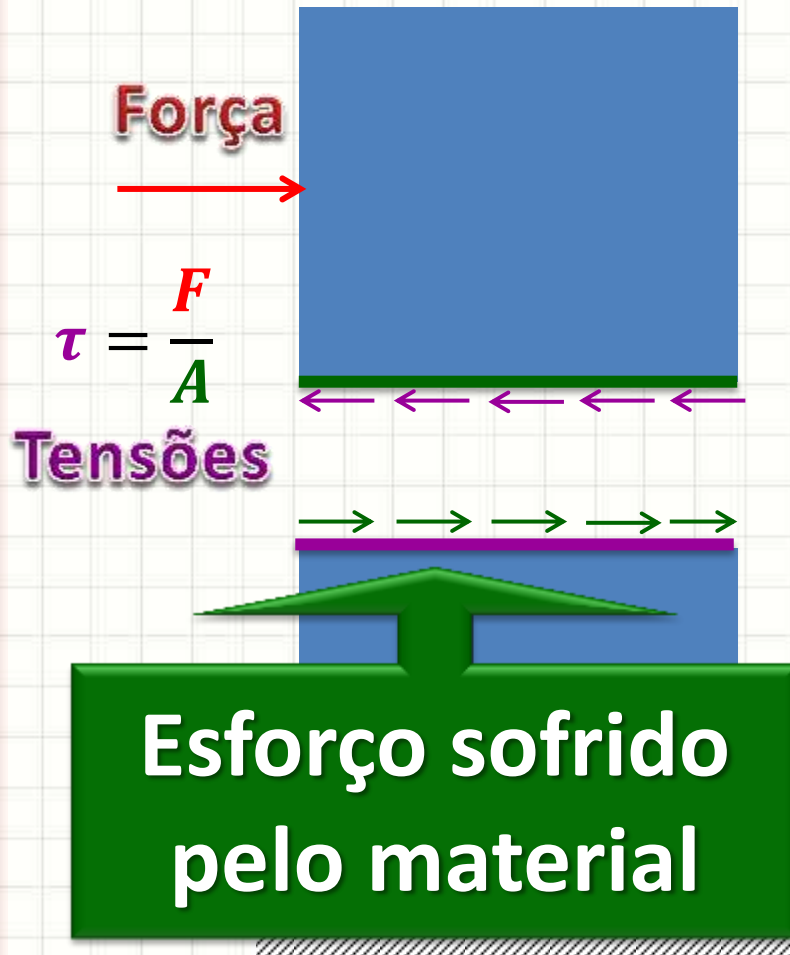 Força
τ = F/A
Tensões
Esforço sofrido
pelo material